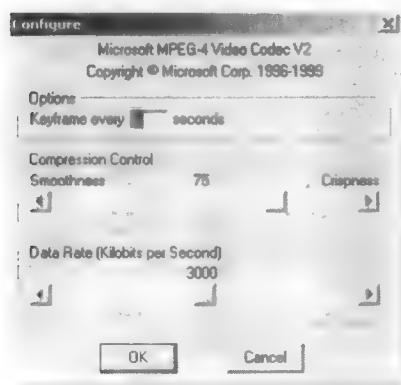 Configure
Microsoft MPEG-4 Video Codec V2
Copyright © Microsoft Corp. 1996-1999
Options
Keyframe every seconds
Compression Control
Smoothness 75 Crispness
Data Rate (Kilobits per Second)
3000
OK Cancel